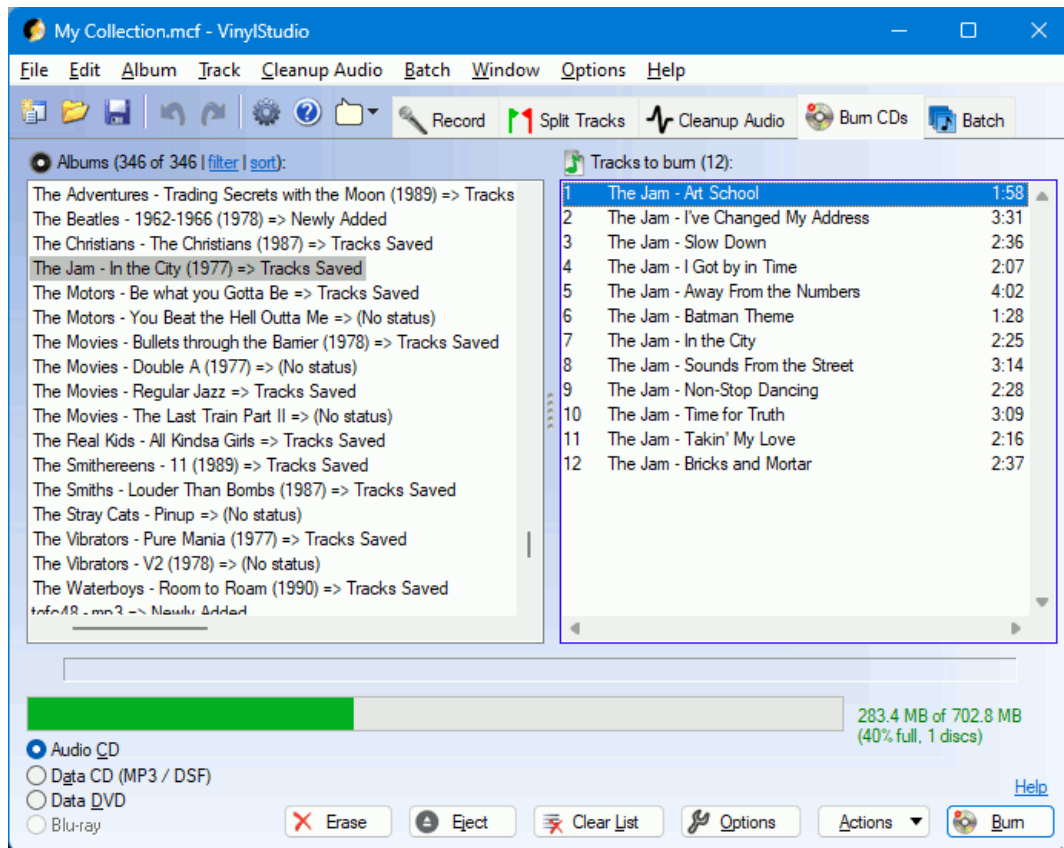 My Collection.mcf - VinylStudio
File Edit Album Track Cleanup Audio Batch Window Options Help
Record Split Tracks Cleanup Audio Burn CDs Batch
Albums (346 of 346 | filter | sort):
The Adventures - Trading Secrets with the Moon (1989) => Tracks
The Beatles - 1962-1966 (1978) => Newly Added
The Christians - The Christians (1987) => Tracks Saved
The Jam - In the City (1977) => Tracks Saved
The Motors - Be what you Gotta Be => Tracks Saved
The Motors - You Beat the Hell Outta Me => (No status)
The Movies - Bullets through the Barrier (1978) => Tracks Saved
The Movies - Double A (1977) => (No status)
The Movies - Regular Jazz => Tracks Saved
The Movies - The Last Train Part II => (No status)
The Real Kids - All Kindsa Girls => Tracks Saved
The Smithereens - 11 (1989) => Tracks Saved
The Smiths - Louder Than Bombs (1987) => Tracks Saved
The Stray Cats - Pinup => (No status)
The Vibrators - Pure Mania (1977) => Tracks Saved
The Vibrators - V2 (1978) => (No status)
The Waterboys - Room to Roam (1990) => Tracks Saved
tofc48 - mp3 => Newly Added
Tracks to burn (12):
1 The Jam - Art School 1:58
2 The Jam - I've Changed My Address 3:31
3 The Jam - Slow Down 2:36
4 The Jam - I Got by in Time 2:07
5 The Jam - Away From the Numbers 4:02
6 The Jam - Batman Theme 1:28
7 The Jam - In the City 2:25
8 The Jam - Sounds From the Street 3:14
9 The Jam - Non-Stop Dancing 2:28
10 The Jam - Time for Truth 3:09
11 The Jam - Takin' My Love 2:16
12 The Jam - Bricks and Mortar 2:37
283.4 MB of 702.8 MB
(40% full, 1 discs)
Audio CD
Data CD (MP3 / DSF)
Data DVD
Blu-ray
Help
Erase Eject Clear List Options Actions Burn